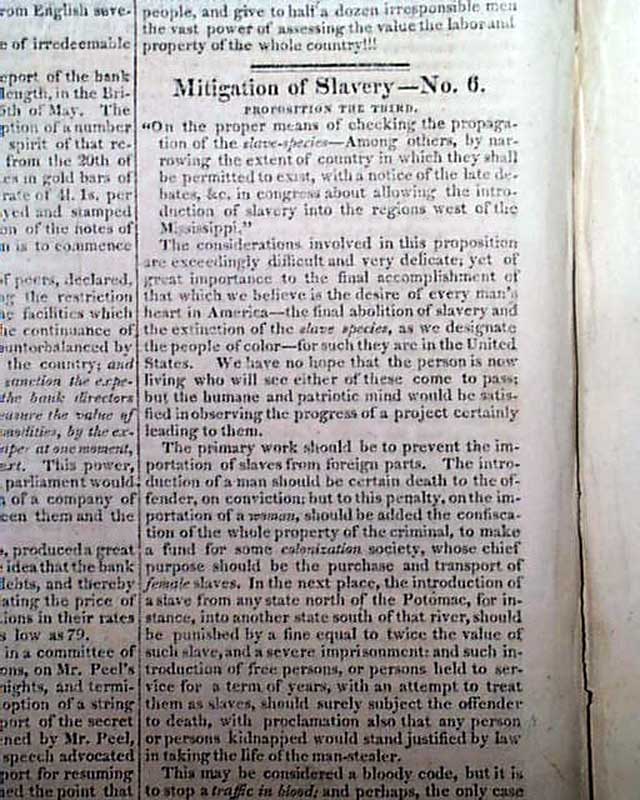 rom English sove-
e of irredeemable
eport of the bank
length, in the Bri-
5th of May. The
ption of a number
spirit of that re-
from the 20th of
es in gold bars of
rate of 4l. 1s. per
yed and stamped
on of the notes of
n is to commence
of peers, declared,
ng the restriction
he facilities which
he continuance of
ounterbalanced by
the country; and
sanction the expe-
the bank directors
easure the value of
modities, by the ex-
aper at one moment,
ext. This power,
parliament would
n of a company of
een them and the
s, produced a great
idea that the bank
debts, and thereby
ating the price of
ions in their rates
s low as 79.
in a committee of
ons, on Mr. Peel's
nights, and termi-
option of a string
port of the secret
ened by Mr. Peel,
speech advocated
port for resuming
ned the point that
people, and give to half a dozen irresponsible men
the vast power of assessing the value the labor and
property of the whole country!!!
Mitigation of Slavery—No. 6.
PROPOSITION THE THIRD.
"On the proper means of checking the propaga-
tion of the slave-species—Among others, by nar-
rowing the extent of country in which they shall
be permitted to exist, with a notice of the late de-
bates, &c. in congress about allowing the intro-
duction of slavery into the regions west of the
Mississippi."
The considerations involved in this proposition
are exceedingly difficult and very delicate; yet of
great importance to the final accomplishment of
that which we believe is the desire of every man's
heart in America—the final abolition of slavery and
the extinction of the slave species, as we designate
the people of color—for such they are in the United
States. We have no hope that the person is now
living who will see either of these come to pass;
but the humane and patriotic mind would be satis-
fied in observing the progress of a project certainly
leading to them.
The primary work should be to prevent the im-
portation of slaves from foreign parts. The intro-
duction of a man should be certain death to the of-
fender, on conviction; but to this penalty, on the im-
portation of a woman, should be added the confisca-
tion of the whole property of the criminal, to make
a fund for some colonization society, whose chief
purpose should be the purchase and transport of
female slaves. In the next place, the introduction of
a slave from any state north of the Potomac, for in-
stance, into another state south of that river, should
be punished by a fine equal to twice the value of
such slave, and a severe imprisonment: and such in-
troduction of free persons, or persons held to ser-
vice for a term of years, with an attempt to treat
them as slaves, should surely subject the offender
to death, with proclamation also that any person
or persons kidnapped would stand justified by law
in taking the life of the man-stealer.
This may be considered a bloody code, but it is
to stop a traffic in blood; and perhaps, the only case